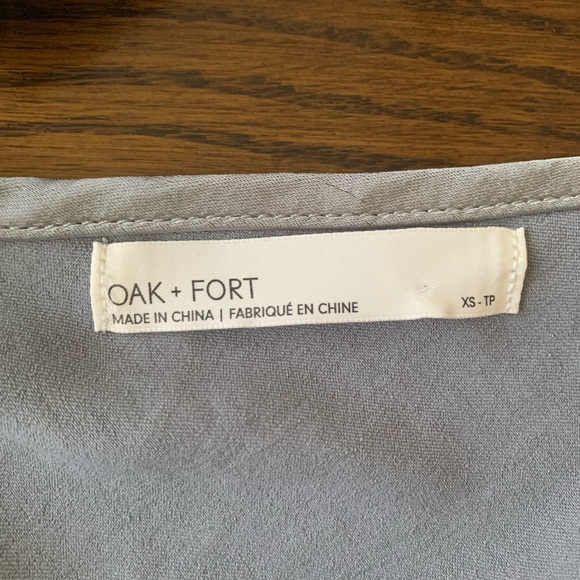 OAK + FORT
MADE IN CHINA | FABRIQUÉ EN CHINE
XS - TP